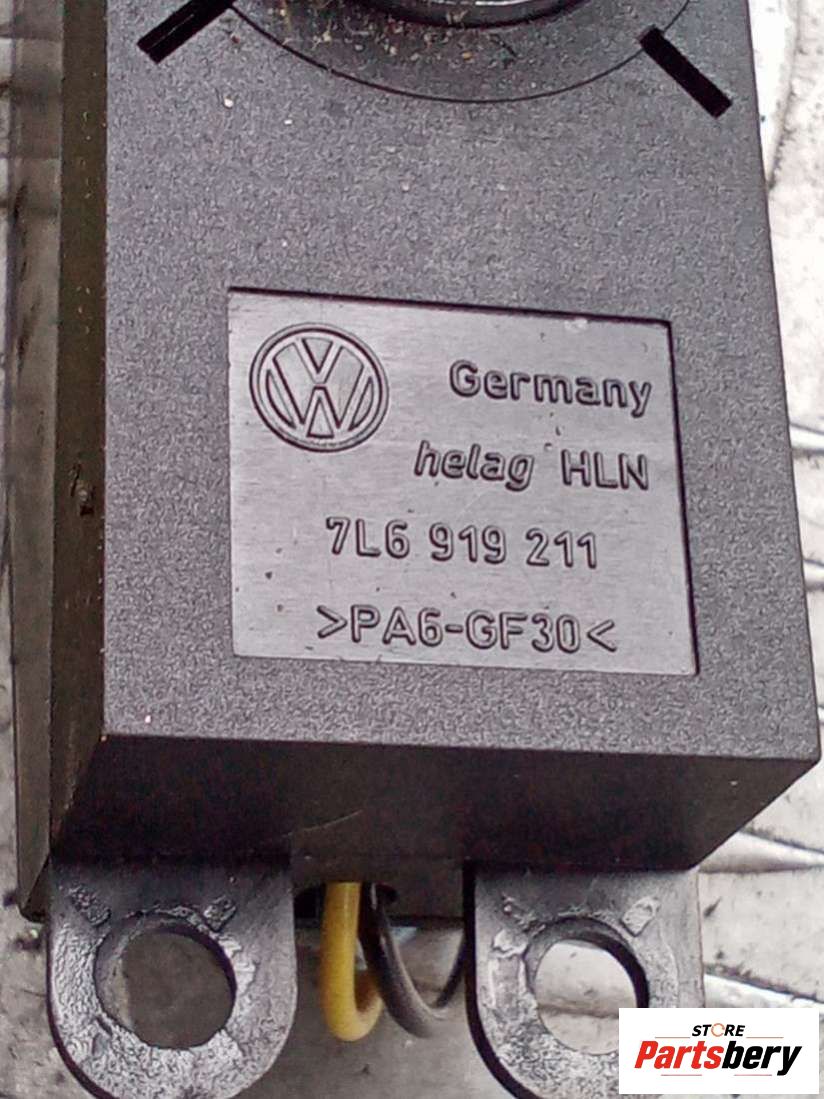 Germany
helag HLN
7L6 919 211
>PA6-GF30<
STORE
Partsbery